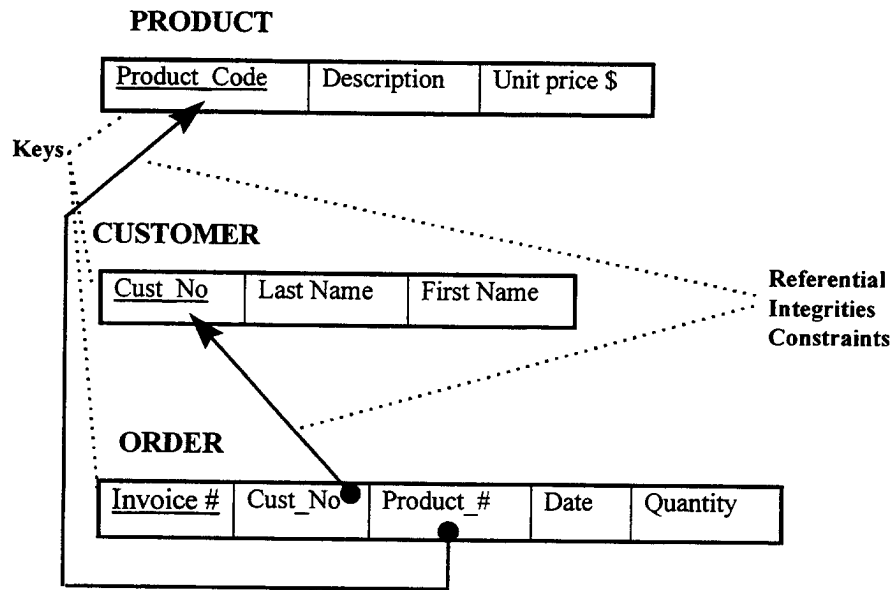 PRODUCT
Product_Code Description Unit price $
Keys
CUSTOMER
Cust_No Last Name First Name
Referential
Integrities
Constraints
ORDER
Invoice # Cust_No Product_# Date Quantity